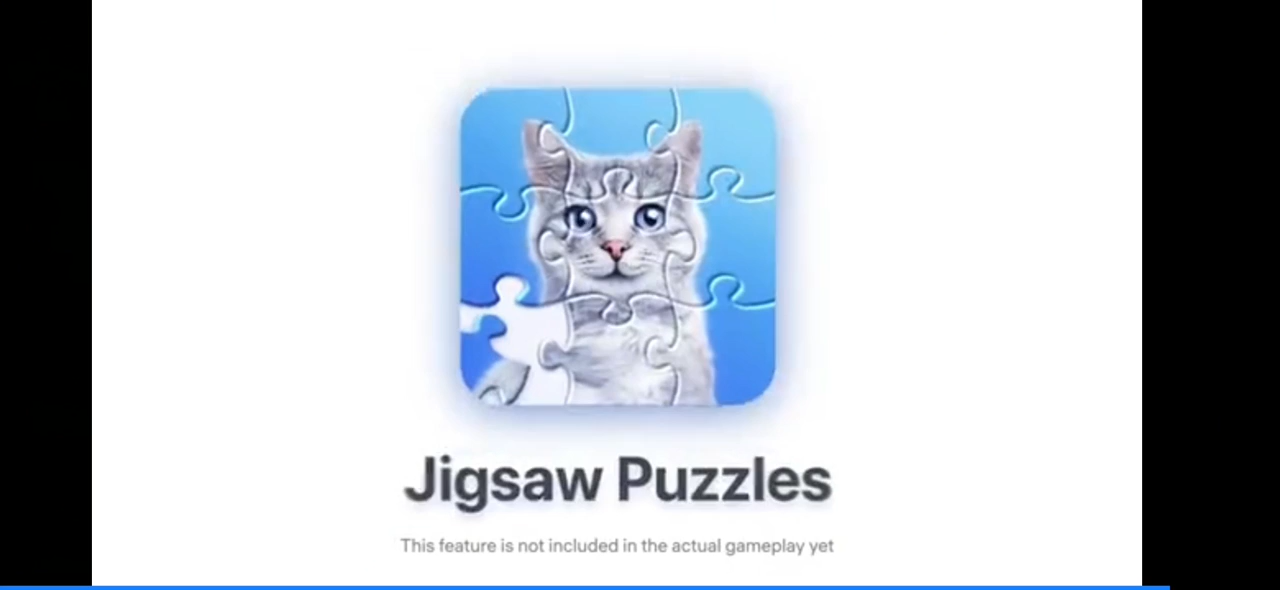 Jigsaw Puzzles
This feature is not included in the actual gameplay yet